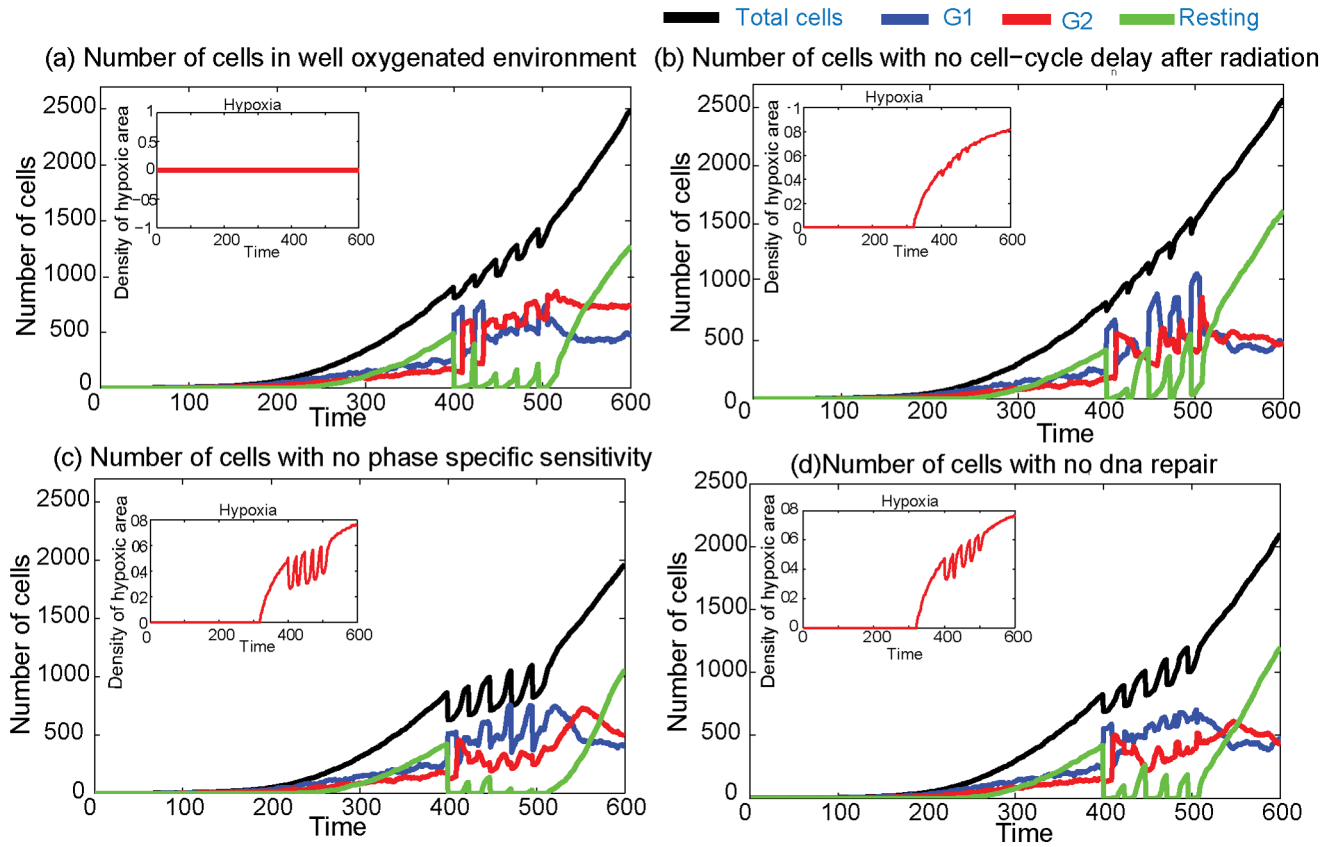 Total cells G1 G2 Resting
(a) Number of cells in well oxygenated environment
2500
2000
1500
1000
500
0
Number of cells
Hypoxia
1
0.5
0
−05
−1
Density of hypoxic area
0 200 400 600
Time
0 100 200 300 400 500 600
Time
(b) Number of cells with no cell−cycle delay after radiation
n
2500
2000
1500
1000
500
0
Number of cells
Hypoxia
1
08
06
04
02
0
Density of hypoxic area
0 200 400 600
Time
0 100 200 300 400 500 600
Time
(c) Number of cells with no phase specific sensitivity
2500
2000
1500
1000
500
0
Number of cells
Hypoxia
08
06
04
02
0
Density of hypoxic area
0 200 400 600
Time
0 100 200 300 400 500 600
Time
(d)Number of cells with no dna repair
2500
2000
1500
1000
500
0
Number of cells
Hypoxia
08
06
04
02
0
Density of hypoxic area
0 200 400 600
Time
0 100 200 300 400 500 600
Time